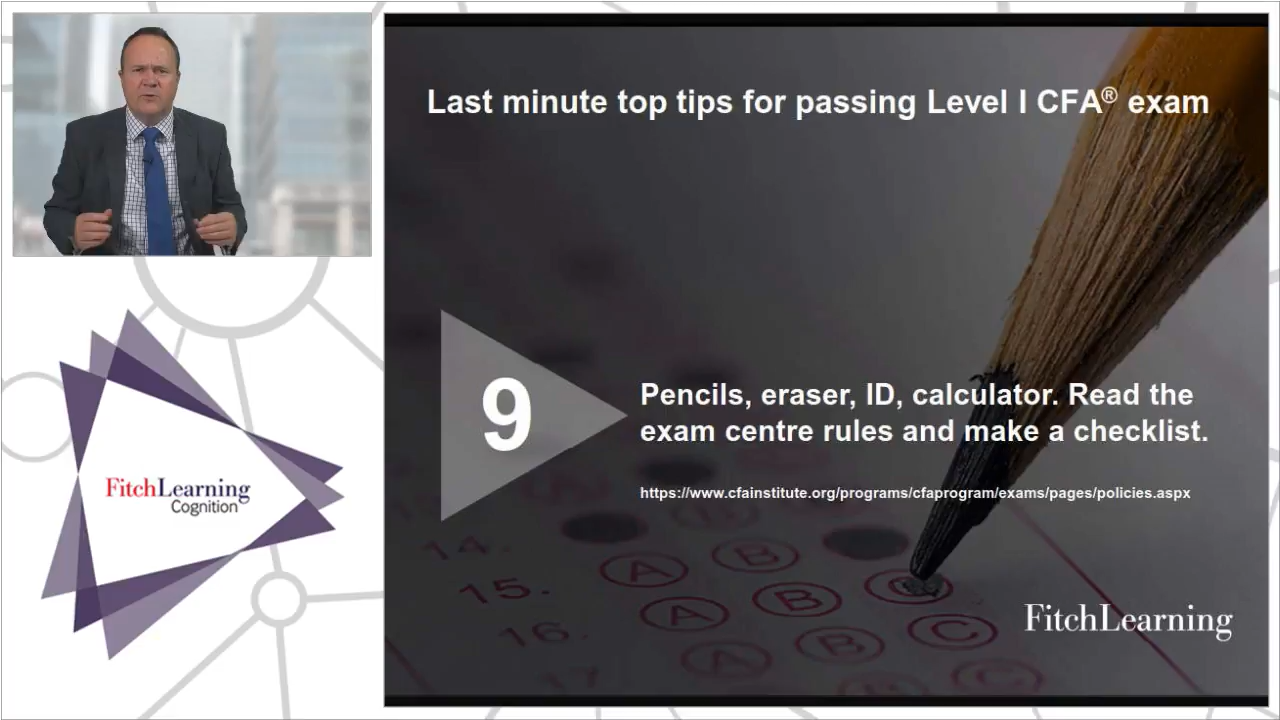 Last minute top tips for passing Level I CFA® exam
9
Pencils, eraser, ID, calculator. Read the
exam centre rules and make a checklist.
https://www.cfainstitute.org/programs/cfaprogram/exams/pages/policies.aspx
FitchLearning
Cognition
14.
15. A B
A B C
16. A B C
17
FitchLearning